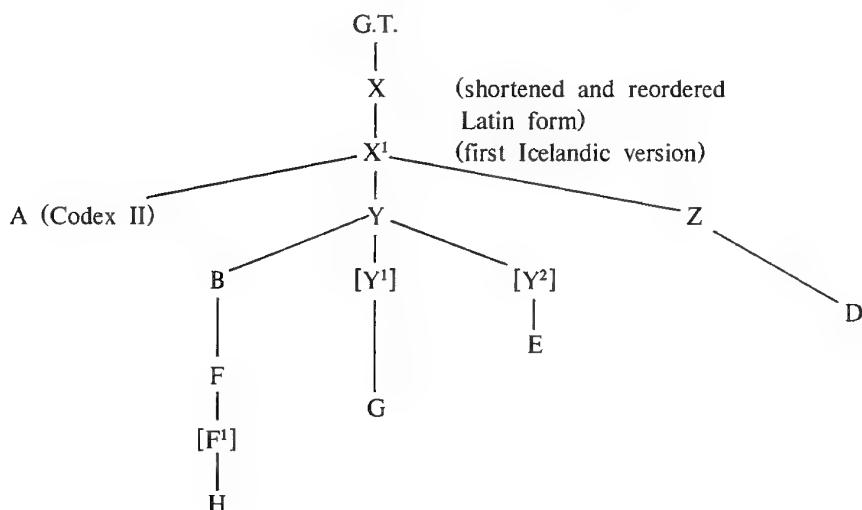 G.T.
X (shortened and reordered
Latin form)
X¹ (first Icelandic version)
A (Codex II) Y Z
B [Y¹] [Y²] D
E
F
G
[F¹]
H